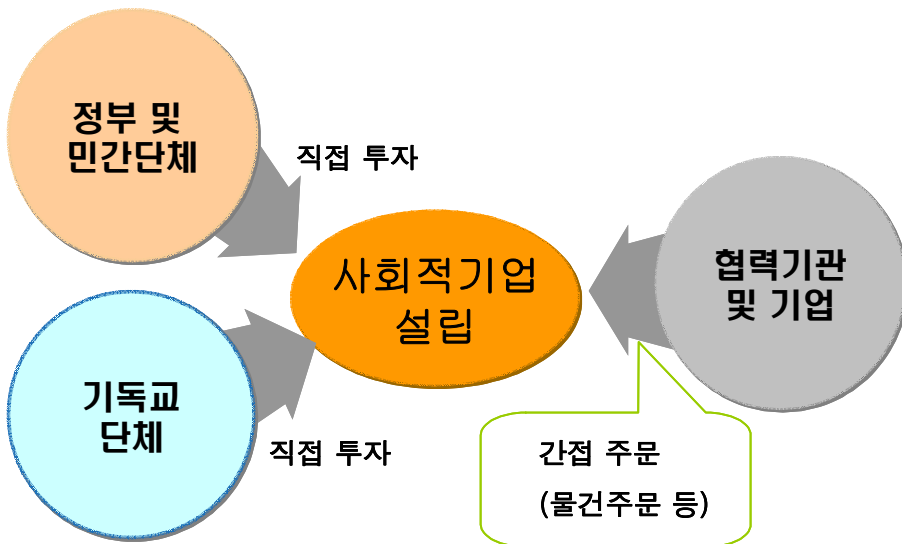 정부 및
민간단체
직접 투자
사회적기업
설립
협력기관
및 기업
기독교
단체
직접 투자
간접 주문
(물건주문 등)